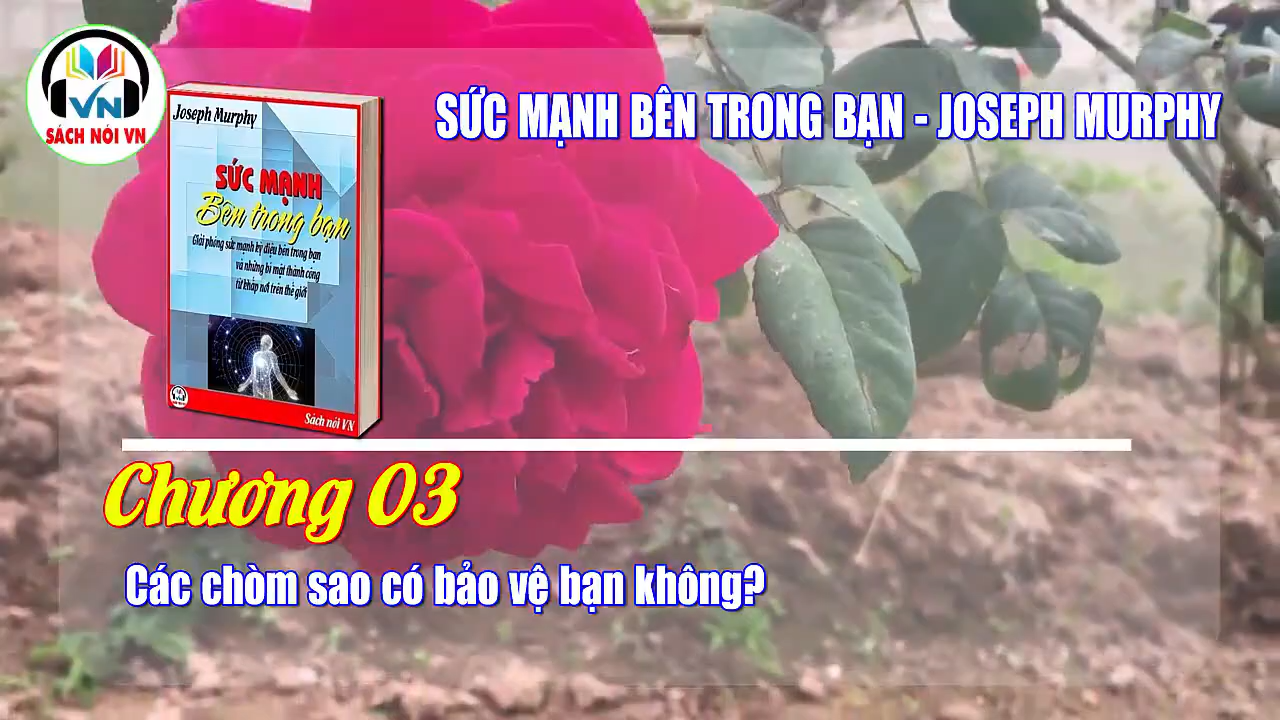 VN
SÁCH NÓI VN
Joseph Murphy
SỨC MẠNH
Bên trong bạn
Giải phóng sức mạnh kỳ diệu bên trong bạn
và những bí mật thành công
từ khắp nơi trên thế giới
Sách nói VN
SỨC MẠNH BÊN TRONG BẠN - JOSEPH MURPHY
Chương 03
Các chòm sao có bảo vệ bạn không?